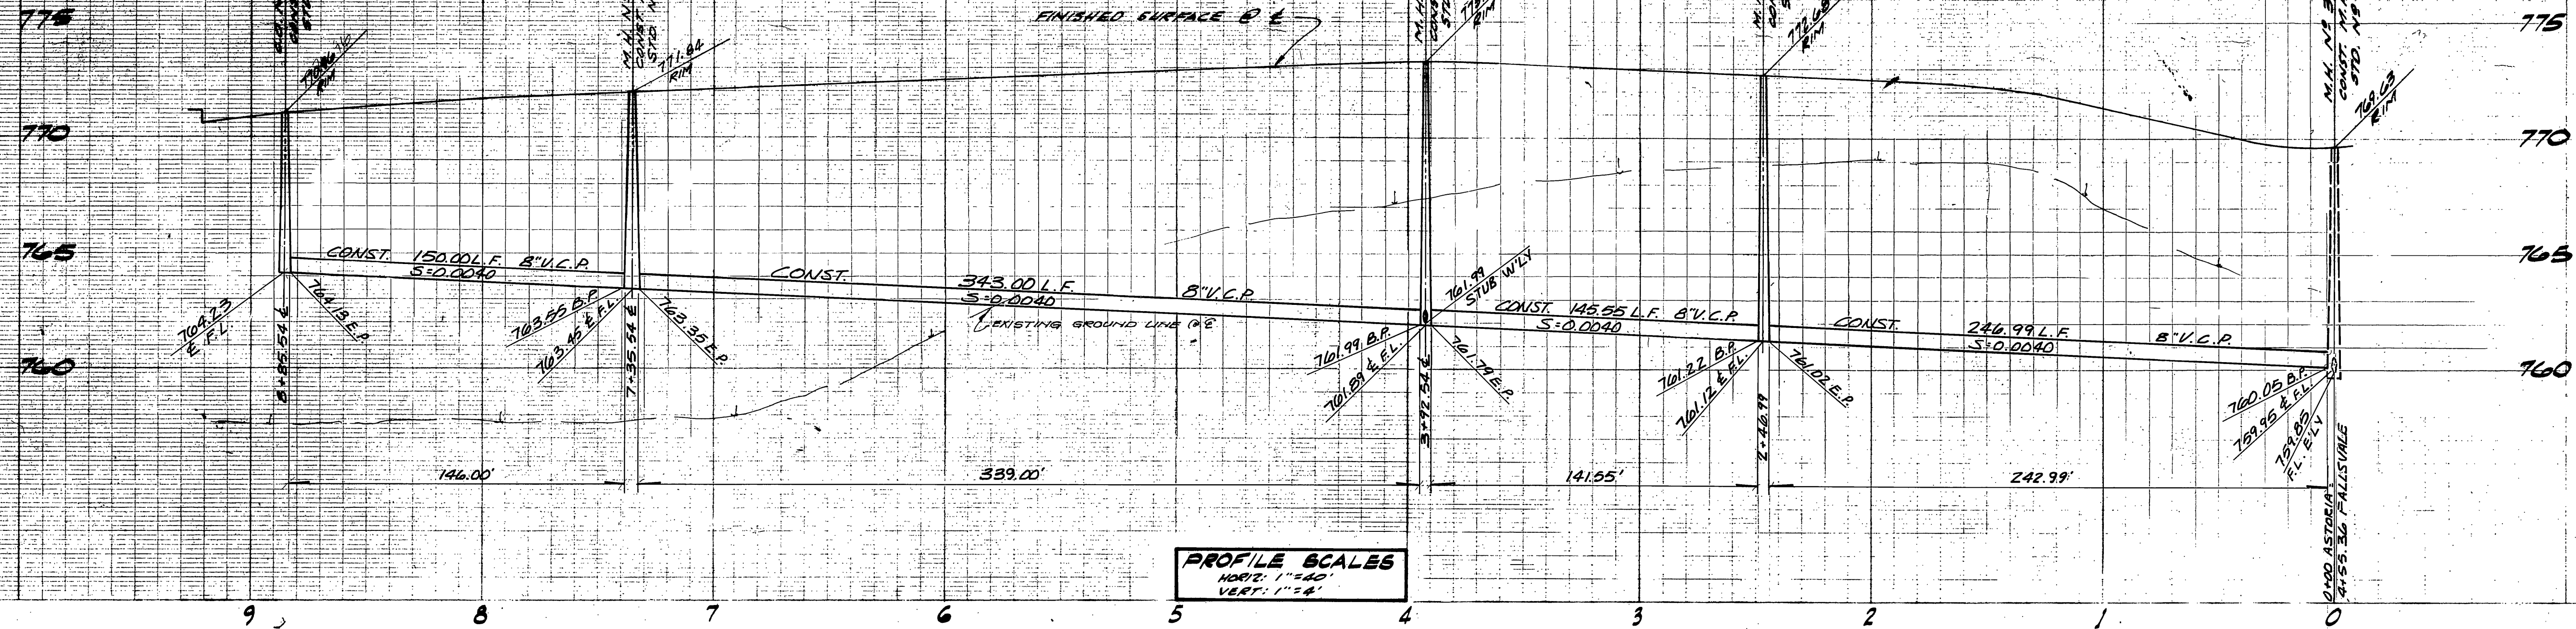 775
FINISHED SURFACE @ ℄
775
M.H. N
CONST.
STD. N
M.H. Nº 3
CONST. M.
STD. Nº
RIM
771.84
RIM
772.68
RIM
769.63
RIM
770
770
765
765
CONST. 150.00 L.F. 8" V.C.P.
S=0.0040
CONST. 343.00 L.F. 8" V.C.P.
S=0.0040
EXISTING GROUND LINE @ ℄
CONST. 145.55 L.F. 8" V.C.P.
S=0.0040
CONST. 246.99 L.F. 8" V.C.P.
S=0.0040
764.23
℄ F.L.
764.13 E.P.
763.55 B.P.
763.45 ℄ F.L.
763.35 E.P.
761.99
STUB W'LY
761.99 B.P.
761.89 ℄ F.L.
761.79 E.P.
761.22 B.P.
761.12 ℄ F.L.
761.02 E.P.
760.05 B.P.
759.95 ℄ F.L.
759.85
F.L. E'LY
760
760
8+85.54 ℄
7+35.54 ℄
3+92.54 ℄
2+46.99
0+00 ASTORIA =
4+55.36 FALLSVALE
146.00'
339.00'
141.55'
242.99'
PROFILE SCALES
HORIZ: 1"=40'
VERT: 1"=4'
9 8 7 6 5 4 3 2 1 0